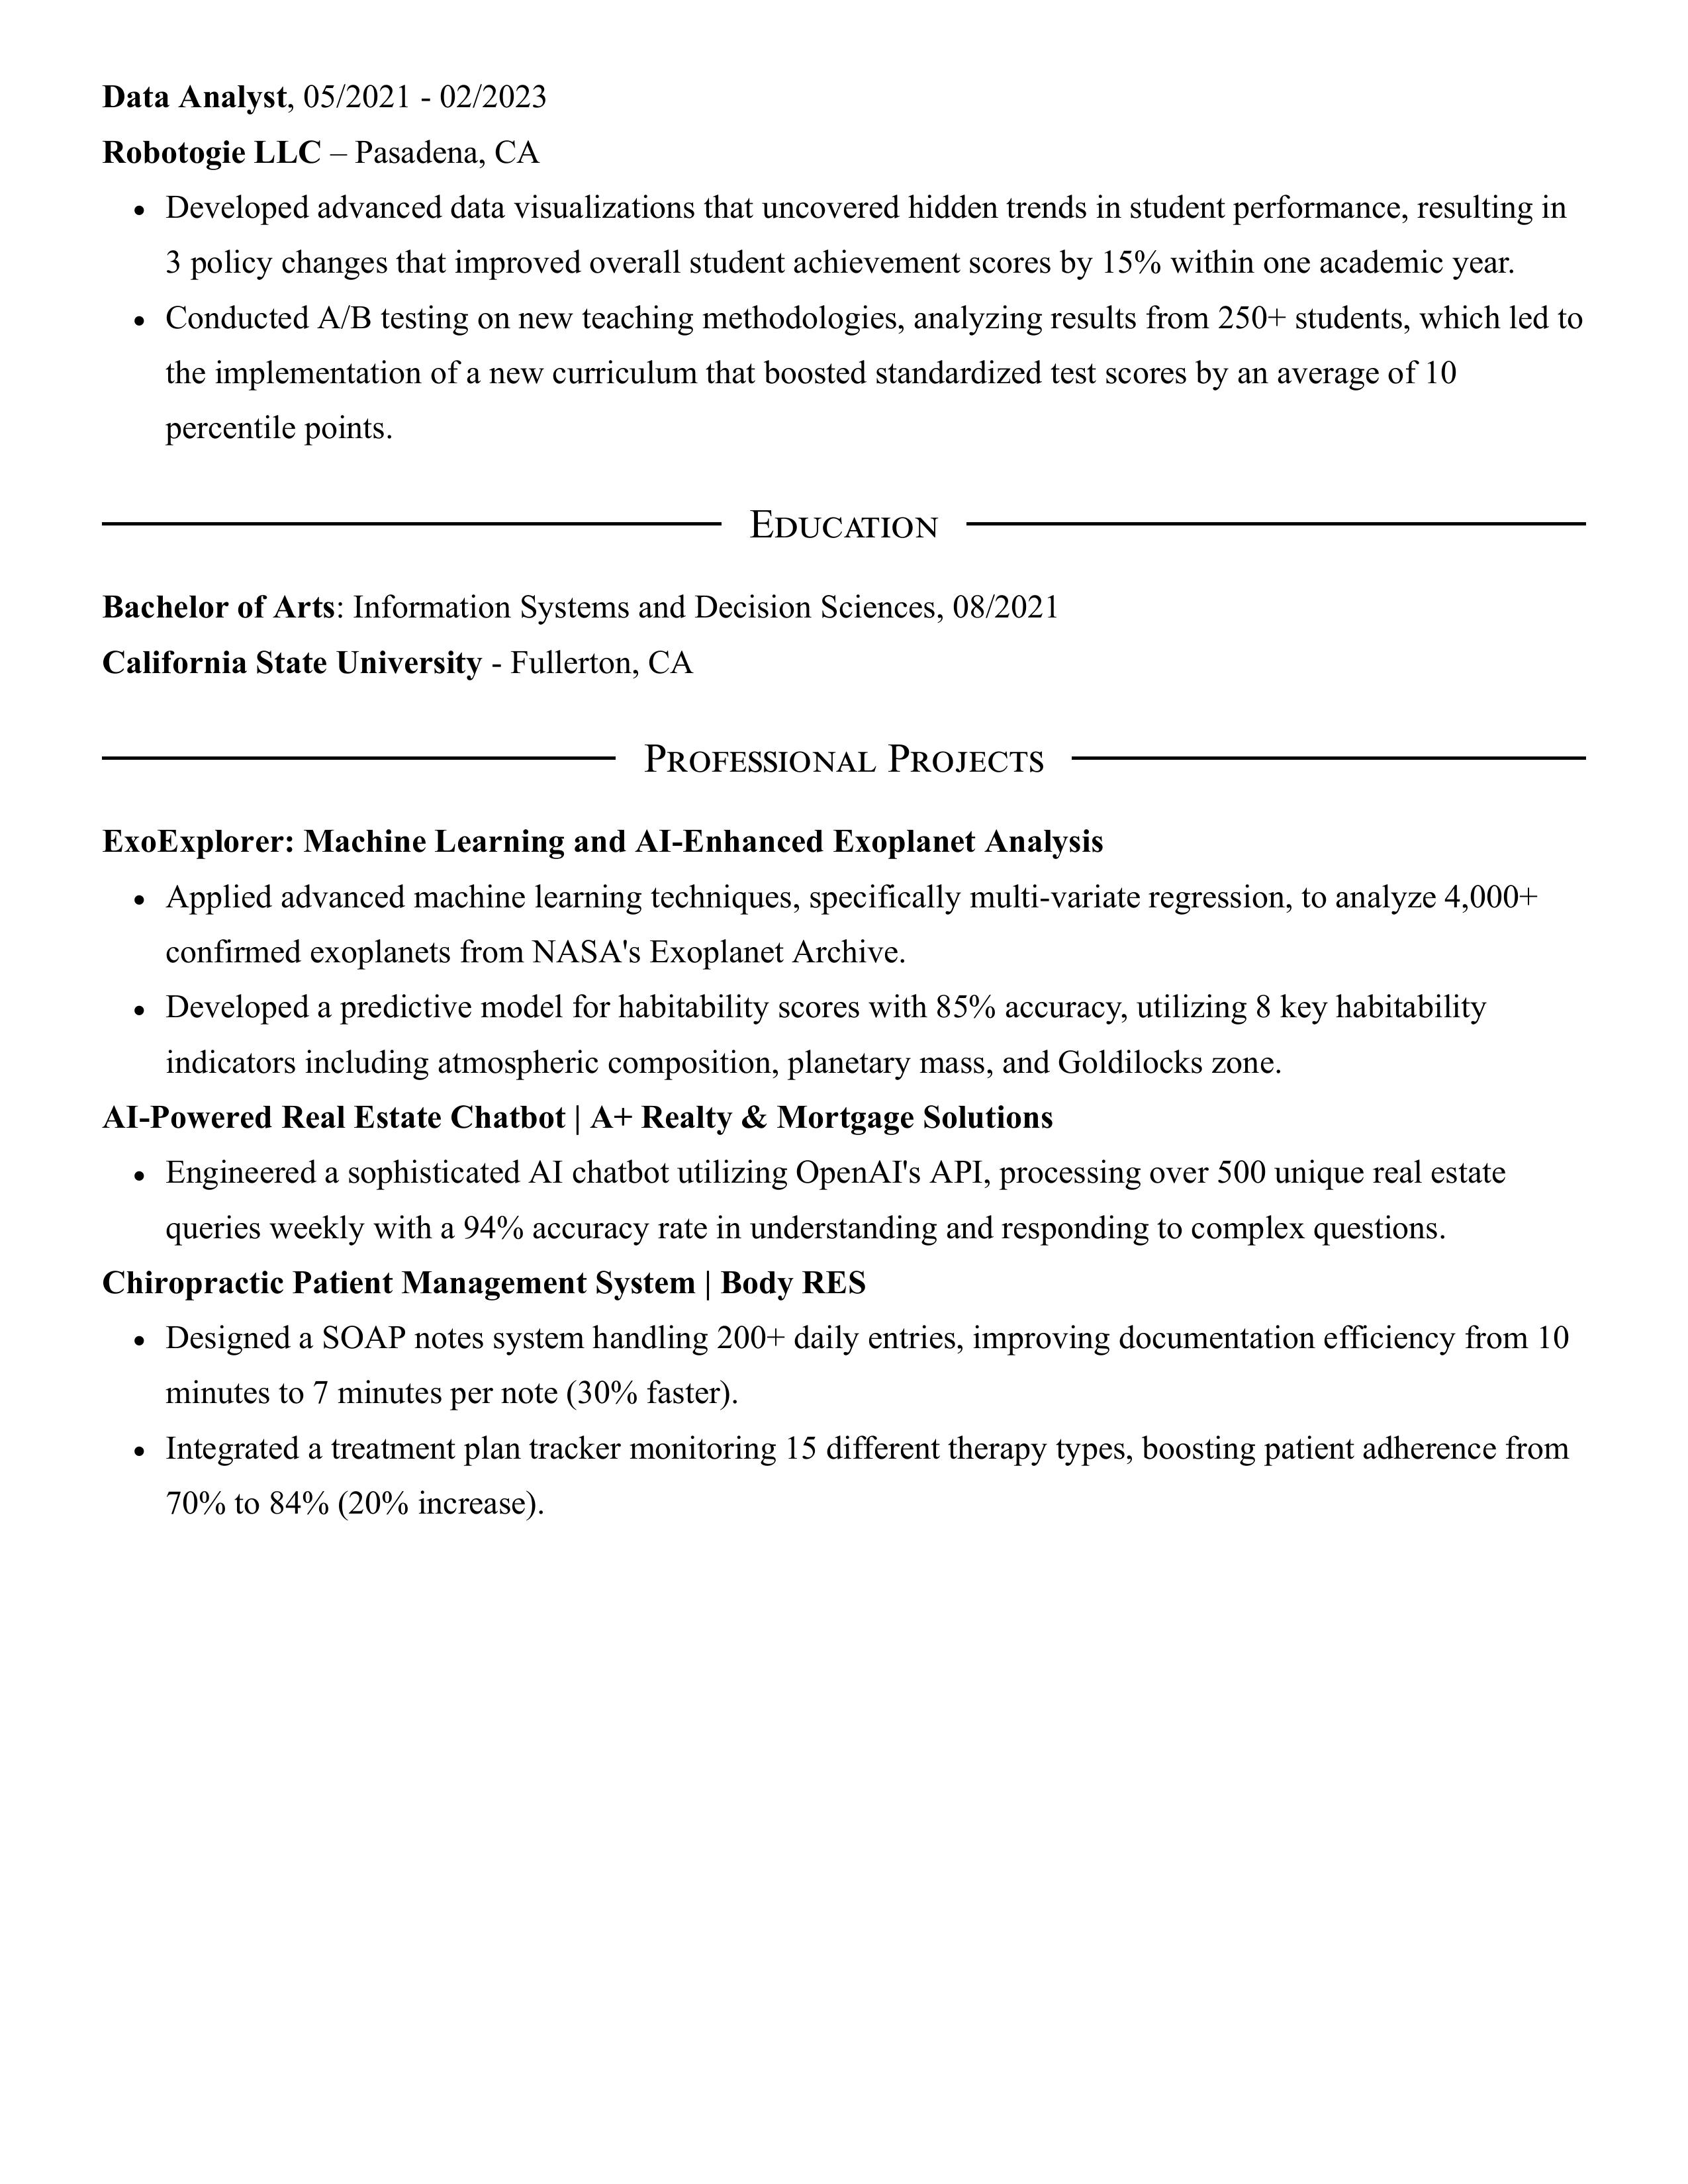 Data Analyst, 05/2021 - 02/2023
Robotogie LLC – Pasadena, CA
• Developed advanced data visualizations that uncovered hidden trends in student performance, resulting in
3 policy changes that improved overall student achievement scores by 15% within one academic year.
• Conducted A/B testing on new teaching methodologies, analyzing results from 250+ students, which led to
the implementation of a new curriculum that boosted standardized test scores by an average of 10
percentile points.
Education
Bachelor of Arts: Information Systems and Decision Sciences, 08/2021
California State University - Fullerton, CA
Professional Projects
ExoExplorer: Machine Learning and AI-Enhanced Exoplanet Analysis
• Applied advanced machine learning techniques, specifically multi-variate regression, to analyze 4,000+
confirmed exoplanets from NASA's Exoplanet Archive.
• Developed a predictive model for habitability scores with 85% accuracy, utilizing 8 key habitability
indicators including atmospheric composition, planetary mass, and Goldilocks zone.
AI-Powered Real Estate Chatbot | A+ Realty & Mortgage Solutions
• Engineered a sophisticated AI chatbot utilizing OpenAI's API, processing over 500 unique real estate
queries weekly with a 94% accuracy rate in understanding and responding to complex questions.
Chiropractic Patient Management System | Body RES
• Designed a SOAP notes system handling 200+ daily entries, improving documentation efficiency from 10
minutes to 7 minutes per note (30% faster).
• Integrated a treatment plan tracker monitoring 15 different therapy types, boosting patient adherence from
70% to 84% (20% increase).